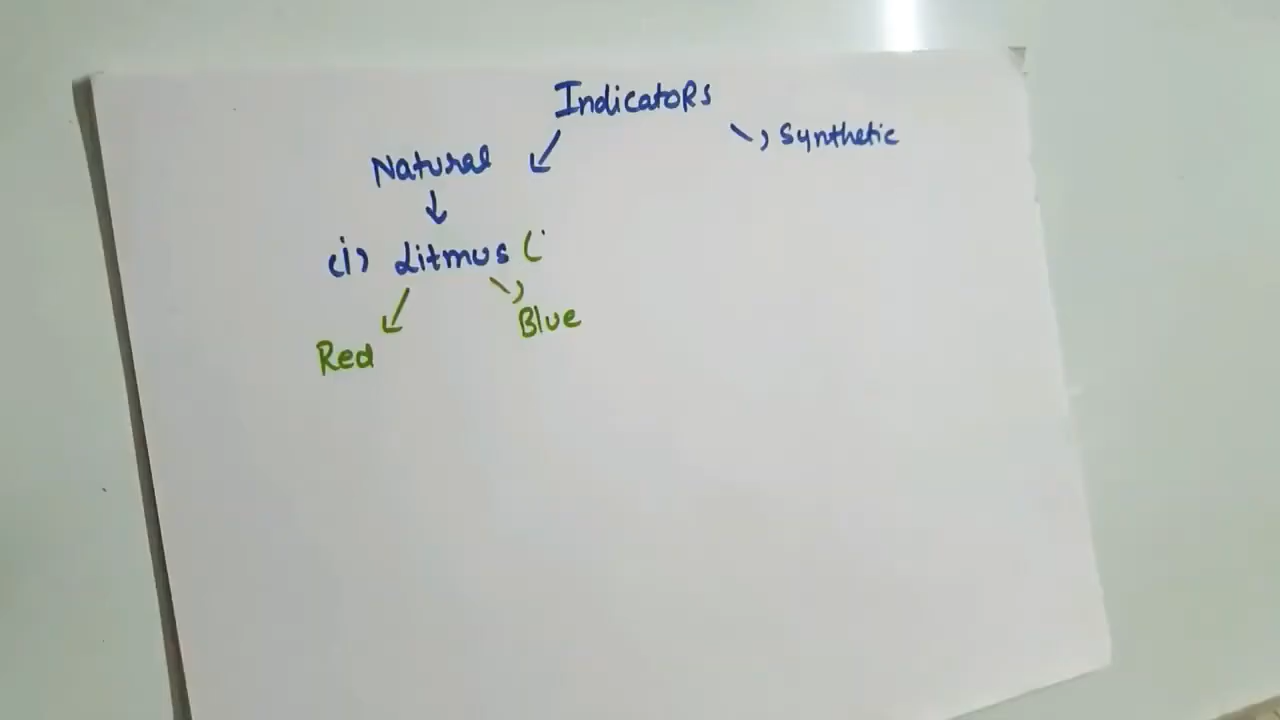 IndicatoRs
Natural
Synthetic
(i) Litmus (
Red
Blue